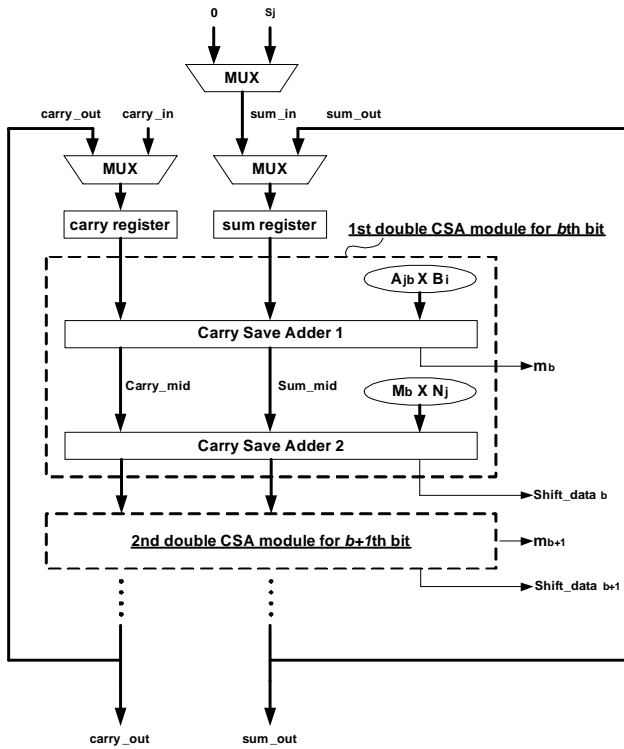 0 Sj
MUX
carry_out carry_in sum_in sum_out
MUX MUX
carry register sum register
1st double CSA module for bth bit
Ajb X Bi
Carry Save Adder 1
mb
Carry_mid Sum_mid
Mb X Nj
Carry Save Adder 2
Shift_data b
2nd double CSA module for b+1th bit
mb+1
Shift_data b+1
carry_out sum_out